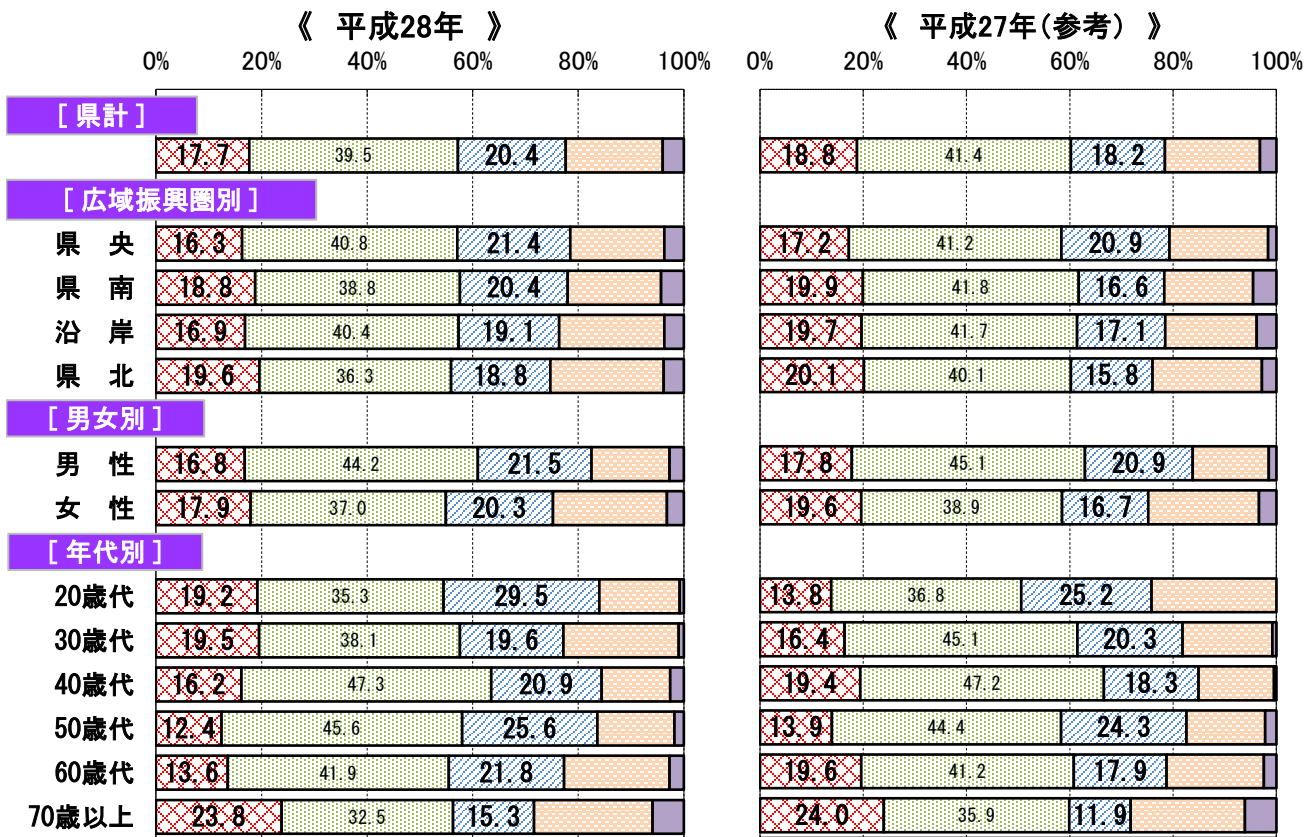 《 平成28年 》 《 平成27年(参考) 》
0% 20% 40% 60% 80% 100% 0% 20% 40% 60% 80% 100%
[ 県計 ]
17.7 39.5 20.4 18.8 41.4 18.2
[ 広域振興圏別 ]
県 央 16.3 40.8 21.4 17.2 41.2 20.9
県 南 18.8 38.8 20.4 19.9 41.8 16.6
沿 岸 16.9 40.4 19.1 19.7 41.7 17.1
県 北 19.6 36.3 18.8 20.1 40.1 15.8
[ 男女別 ]
男 性 16.8 44.2 21.5 17.8 45.1 20.9
女 性 17.9 37.0 20.3 19.6 38.9 16.7
[ 年代別 ]
20歳代 19.2 35.3 29.5 13.8 36.8 25.2
30歳代 19.5 38.1 19.6 16.4 45.1 20.3
40歳代 16.2 47.3 20.9 19.4 47.2 18.3
50歳代 12.4 45.6 25.6 13.9 44.4 24.3
60歳代 13.6 41.9 21.8 19.6 41.2 17.9
70歳以上 23.8 32.5 15.3 24.0 35.9 11.9